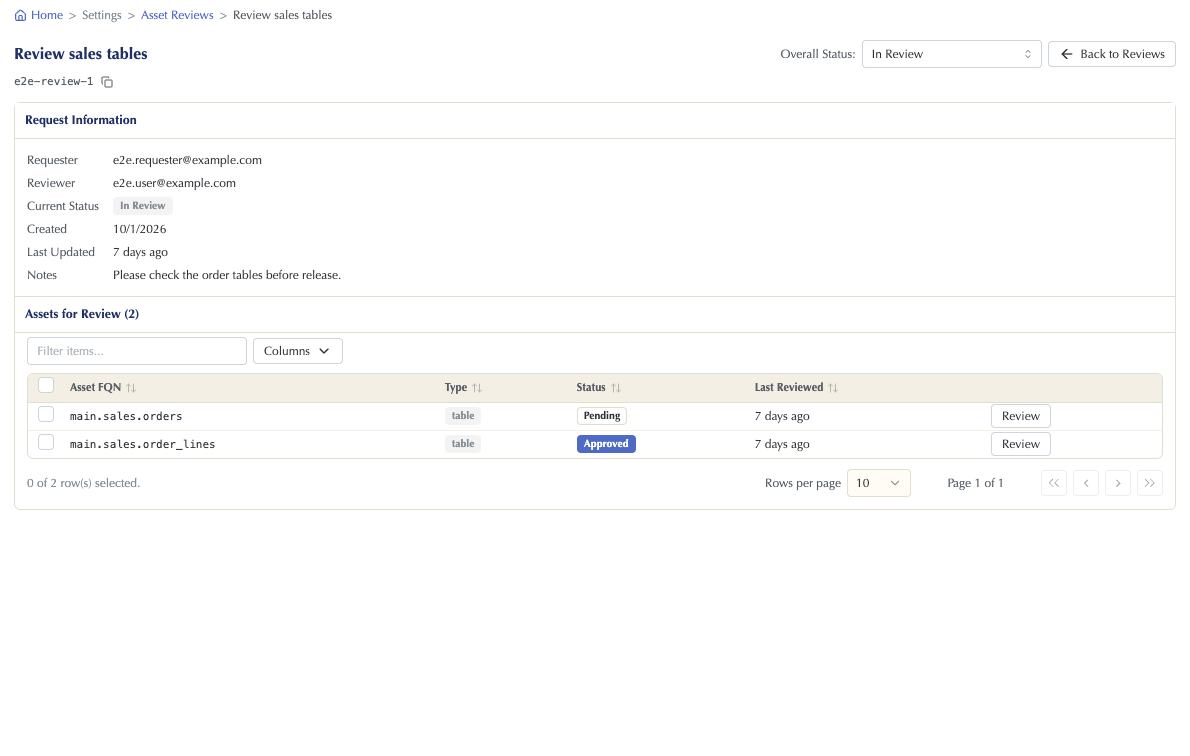 Home > Settings > Asset Reviews > Review sales tables
Review sales tables
Overall Status: In Review Back to Reviews
e2e-review-1
Request Information
Requester e2e.requester@example.com
Reviewer e2e.user@example.com
Current Status In Review
Created 10/1/2026
Last Updated 7 days ago
Notes Please check the order tables before release.
Assets for Review (2)
Filter items... Columns
Asset FQN Type Status Last Reviewed
main.sales.orders table Pending 7 days ago Review
main.sales.order_lines table Approved 7 days ago Review
0 of 2 row(s) selected. Rows per page 10 Page 1 of 1